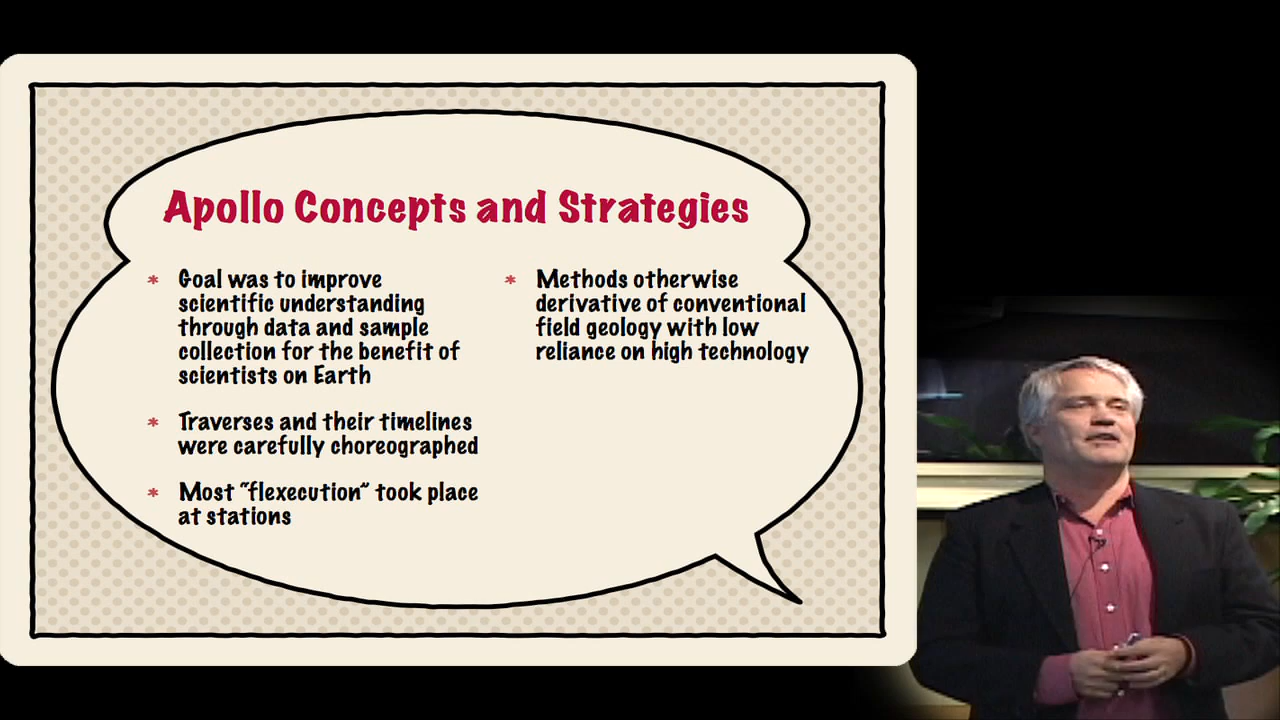 Apollo Concepts and Strategies
* Goal was to improve
scientific understanding
through data and sample
collection for the benefit of
scientists on Earth
* Traverses and their timelines
were carefully choreographed
* Most “flexecution” took place
at stations
* Methods otherwise
derivative of conventional
field geology with low
reliance on high technology